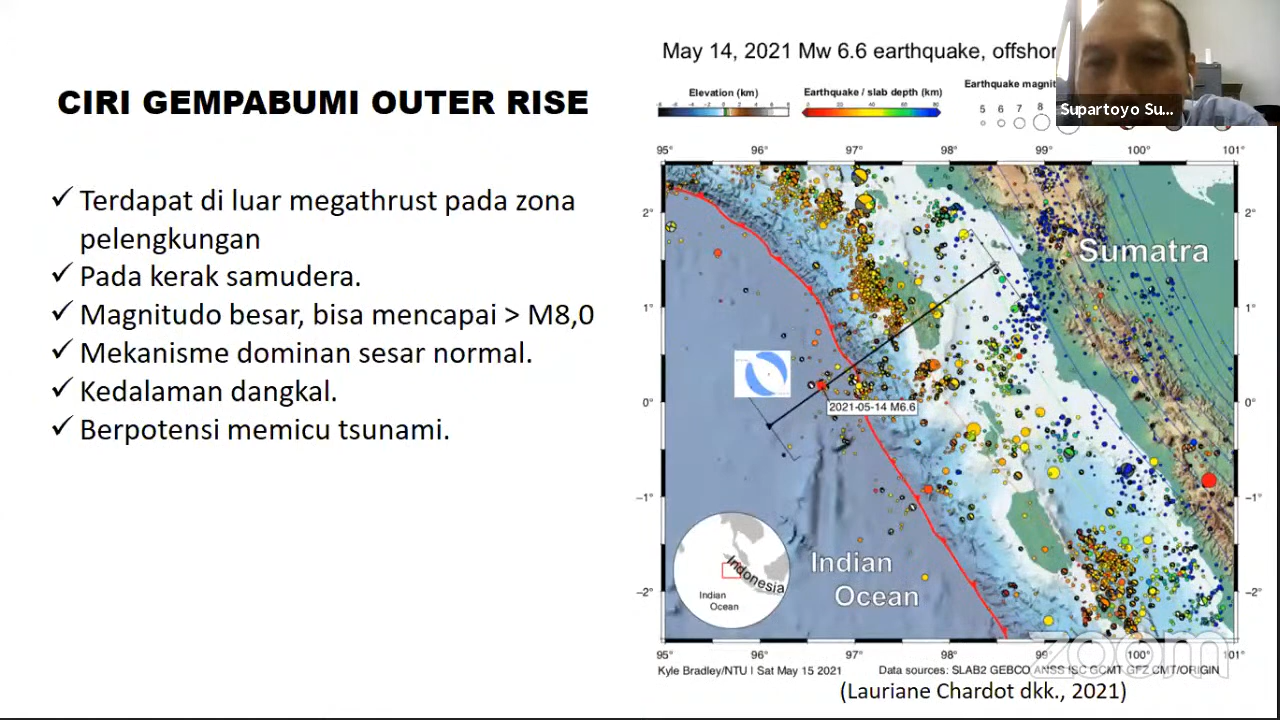 CIRI GEMPABUMI OUTER RISE
✓ Terdapat di luar megathrust pada zona
pelengkungan
✓ Pada kerak samudera.
✓ Magnitudo besar, bisa mencapai > M8,0
✓ Mekanisme dominan sesar normal.
✓ Kedalaman dangkal.
✓ Berpotensi memicu tsunami.
May 14, 2021 Mw 6.6 earthquake, offshor
Elevation (km)
Earthquake / slab depth (km)
Earthquake magnit
5 6 7 8
Supartoyo Su...
95° 96° 97° 98° 99° 100° 101°
2° 2°
Sumatra
1° 1°
0° 0°
2021-05-14 M6.6
−1° −1°
Indonesia
Indian
Ocean
Indian
Ocean
−2° −2°
zoom
95° 96° 97° 98° 99° 100° 101°
Kyle Bradley/NTU | Sat May 15 2021
Data sources: SLAB2 GEBCO ANSS ISC GCMT GFZ CMT/ORIGIN
(Lauriane Chardot dkk., 2021)